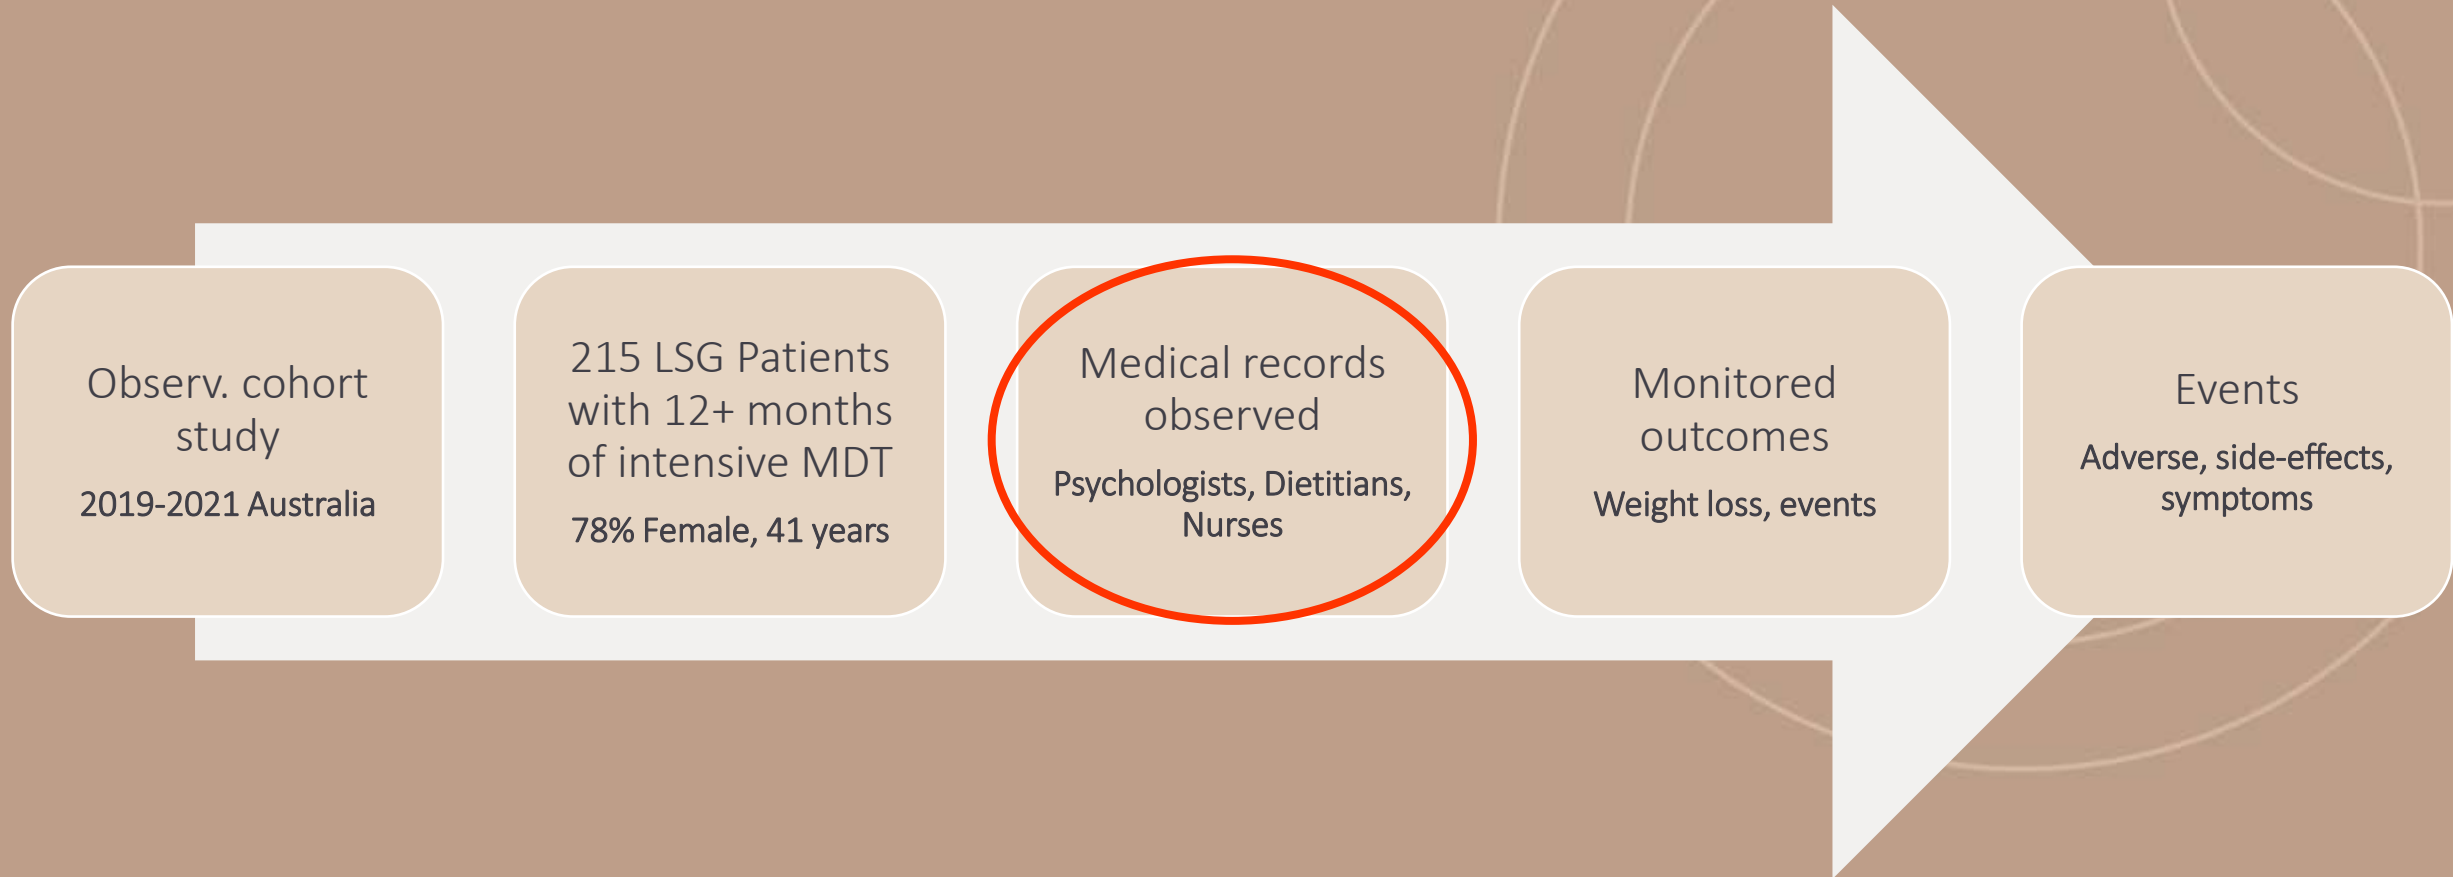 Observ. cohort
study
2019-2021 Australia
215 LSG Patients
with 12+ months
of intensive MDT
78% Female, 41 years
Medical records
observed
Psychologists, Dietitians,
Nurses
Monitored
outcomes
Weight loss, events
Events
Adverse, side-effects,
symptoms